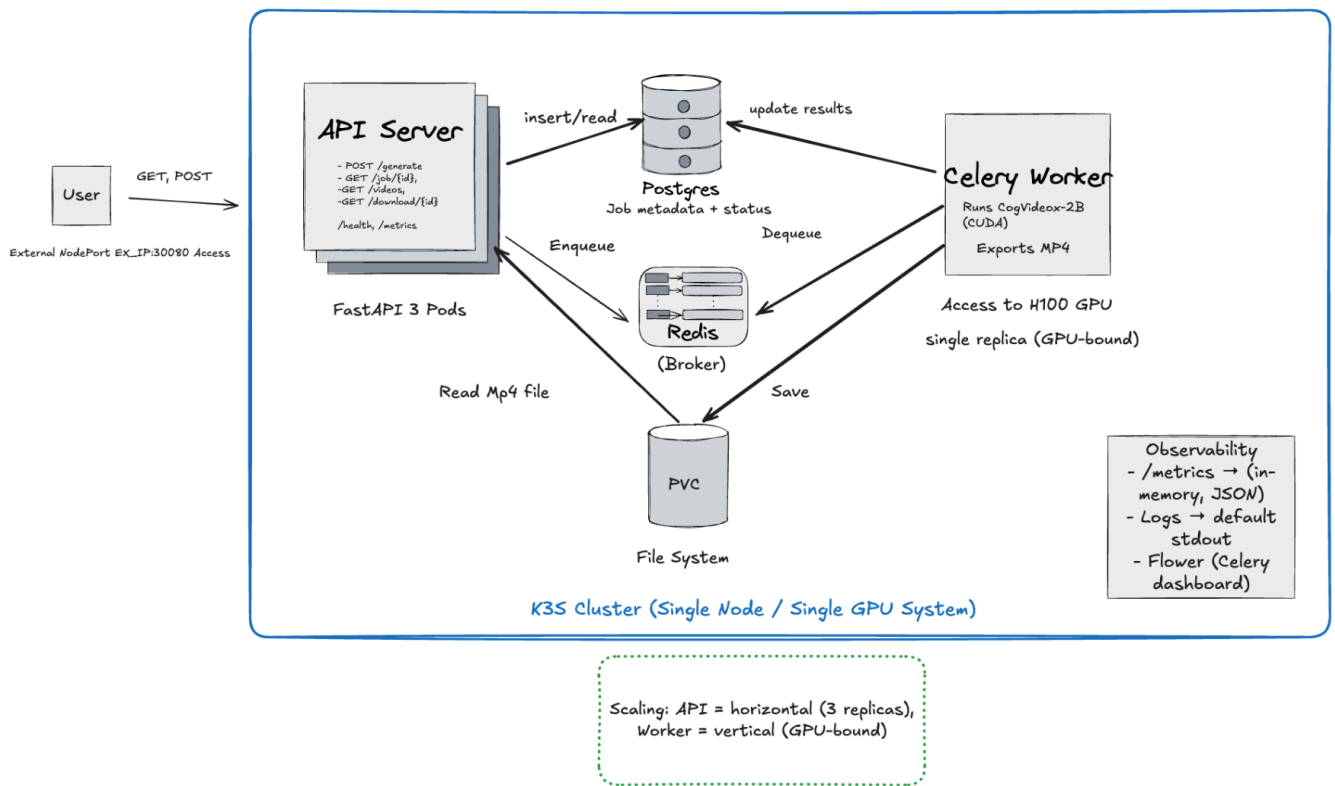 API Server
- POST /generate
- GET /job/{id},
-GET /videos,
-GET /download/{id}
/health, /metrics
FastAPI 3 Pods
User
GET, POST
External NodePort EX_IP:30080 Access
insert/read
Postgres
Job metadata + status
update results
Celery Worker
Runs CogVideox-2B
(CUDA)
Exports MP4
Access to H100 GPU
single replica (GPU-bound)
Enqueue
Dequeue
Redis
(Broker)
Read Mp4 file
Save
PVC
File System
Observability
- /metrics → (in-
memory, JSON)
- Logs → default
stdout
- Flower (Celery
dashboard)
K3S Cluster (Single Node / Single GPU System)
Scaling: API = horizontal (3 replicas),
Worker = vertical (GPU-bound)